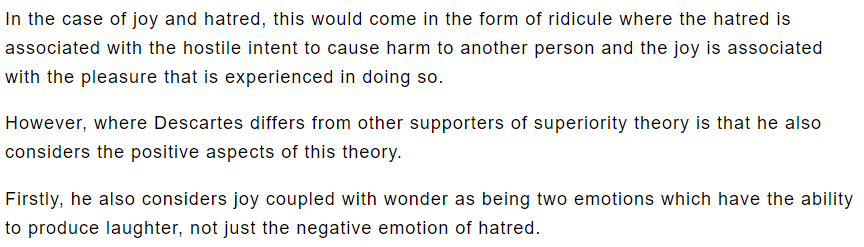 In the case of joy and hatred, this would come in the form of ridicule where the hatred is
associated with the hostile intent to cause harm to another person and the joy is associated
with the pleasure that is experienced in doing so.
However, where Descartes differs from other supporters of superiority theory is that he also
considers the positive aspects of this theory.
Firstly, he also considers joy coupled with wonder as being two emotions which have the ability
to produce laughter, not just the negative emotion of hatred.